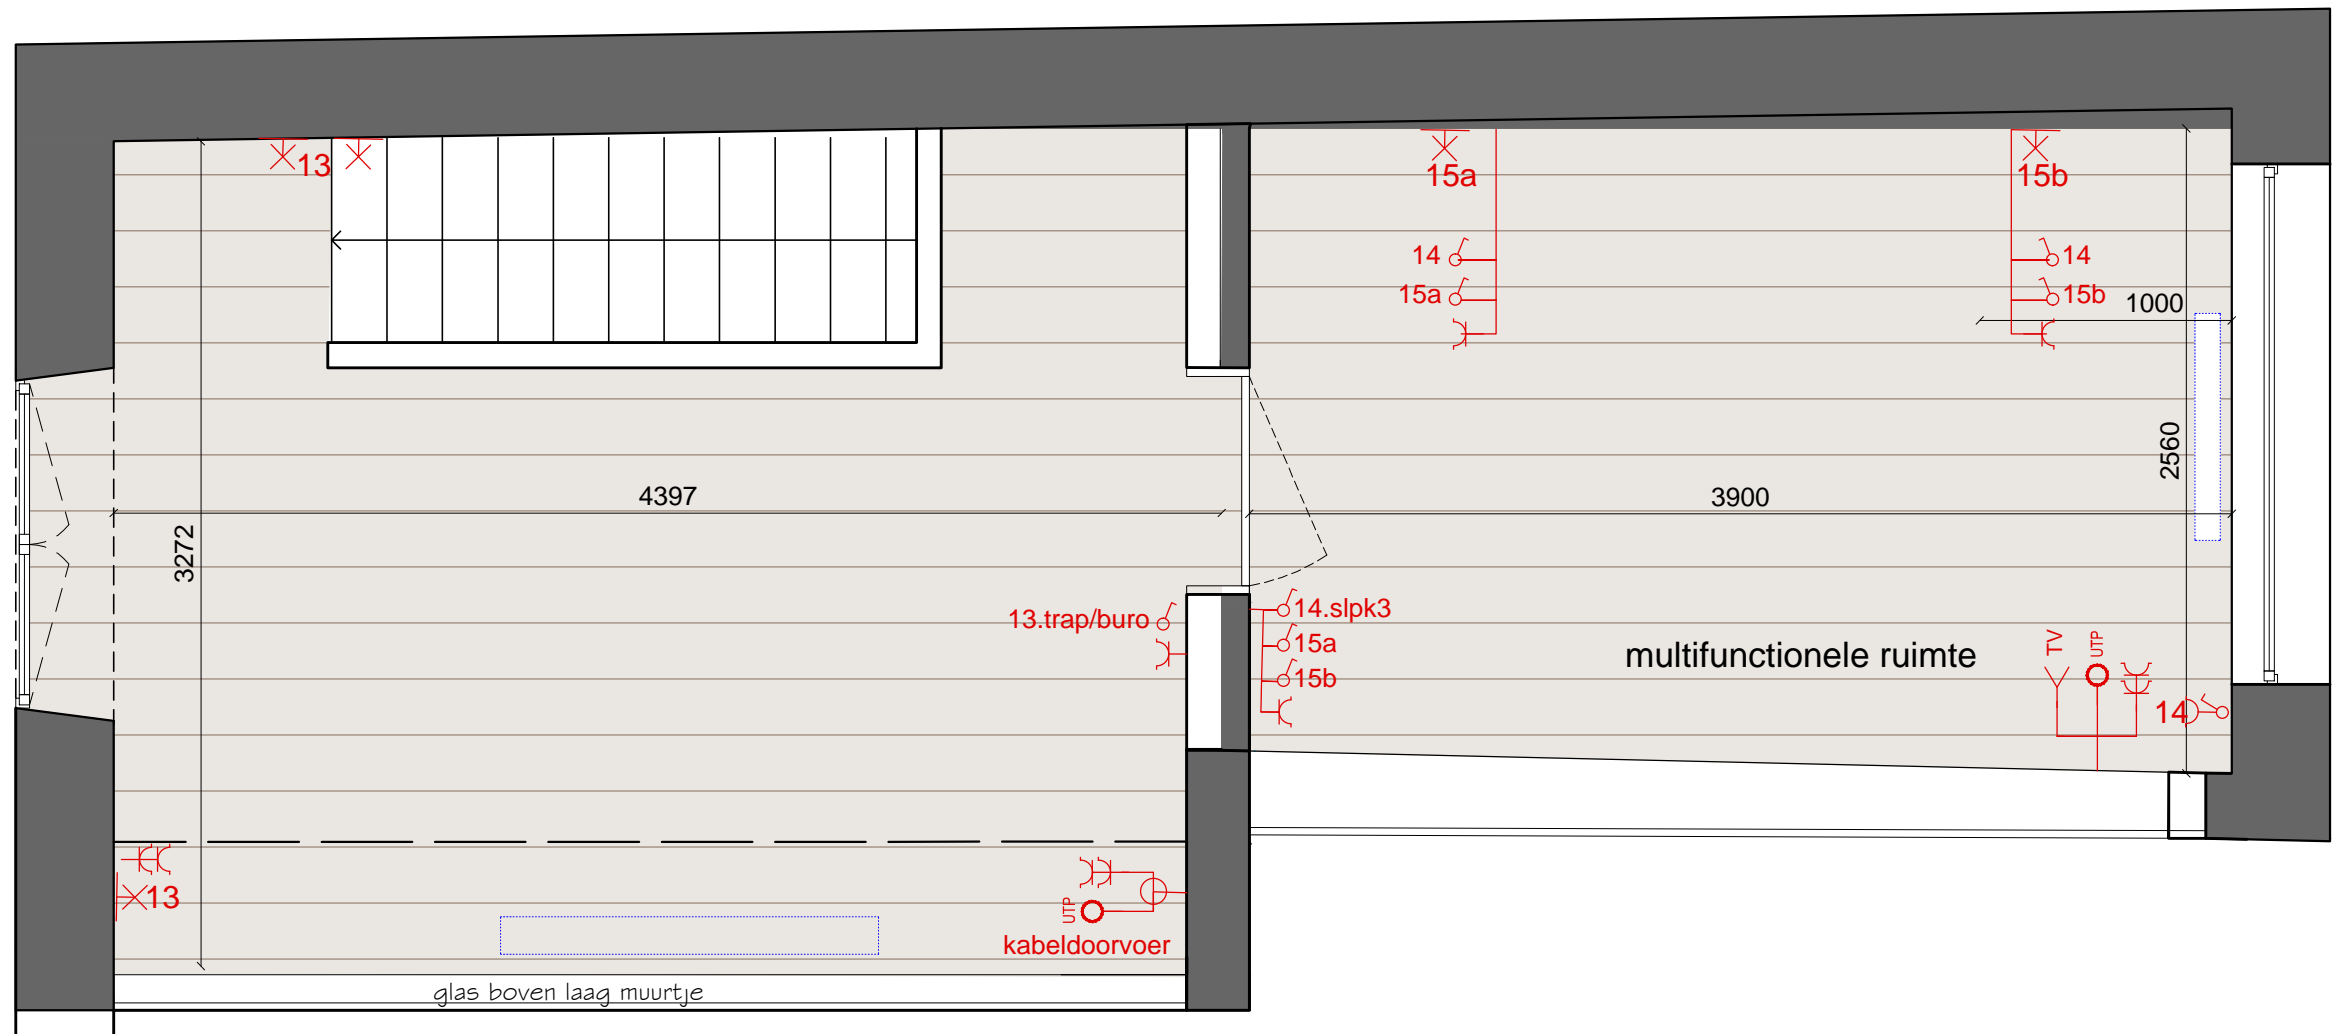 13
15a
15b
14
14
15a
15b
1000
2560
4397
3900
3272
13.trap/buro
14.slpk3
15a
15b
multifunctionele ruimte
TV
UTP
14
13
UTP
kabeldoorvoer
glas boven laag muurtje